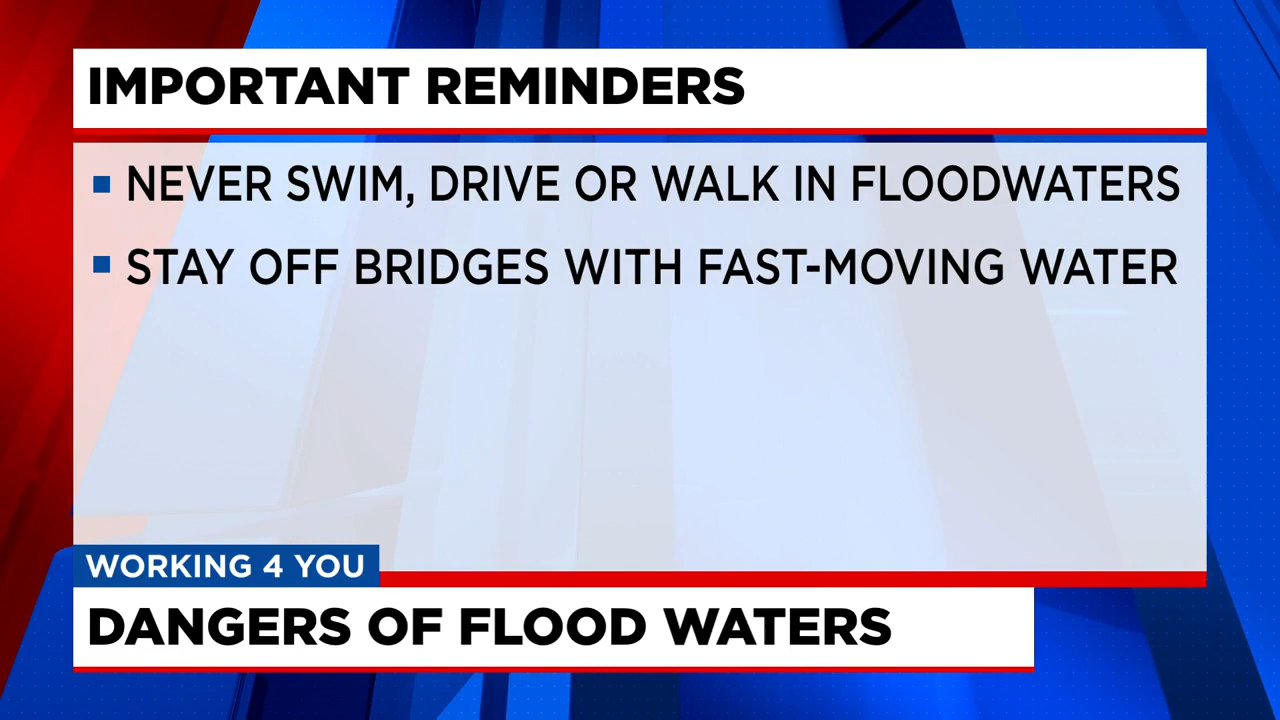 IMPORTANT REMINDERS
NEVER SWIM, DRIVE OR WALK IN FLOODWATERS
STAY OFF BRIDGES WITH FAST-MOVING WATER
WORKING 4 YOU
DANGERS OF FLOOD WATERS